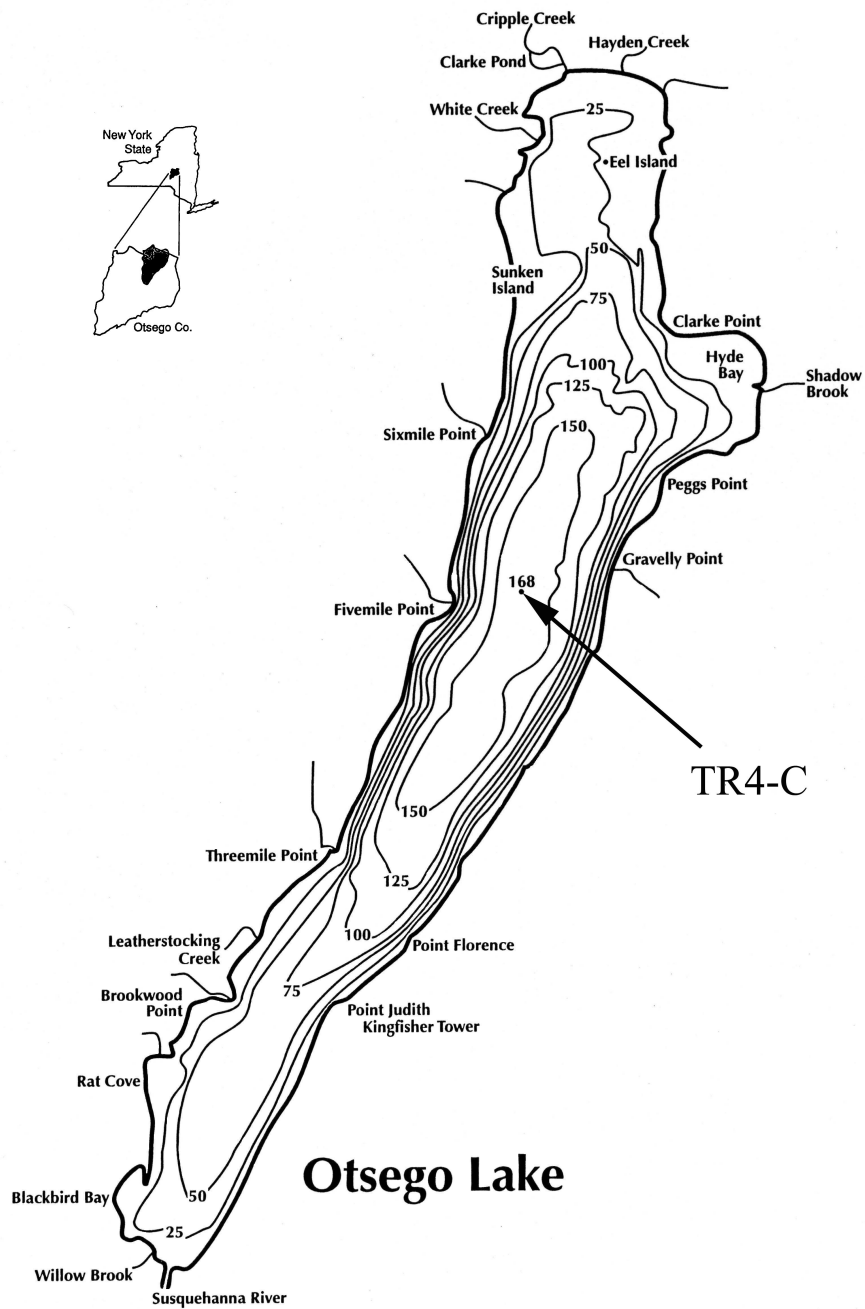 Cripple Creek
Hayden Creek
Clarke Pond
White Creek
25
New York
State
Eel Island
50
Sunken
Island
75
Otsego Co.
Clarke Point
Hyde
Bay
100
Shadow
Brook
125
150
Sixmile Point
Peggs Point
Gravelly Point
168
Fivemile Point
TR4-C
150
Threemile Point
125
100
Leatherstocking
Creek
Point Florence
75
Brookwood
Point
Point Judith
Kingfisher Tower
Rat Cove
Otsego Lake
Blackbird Bay
50
25
Willow Brook
Susquehanna River